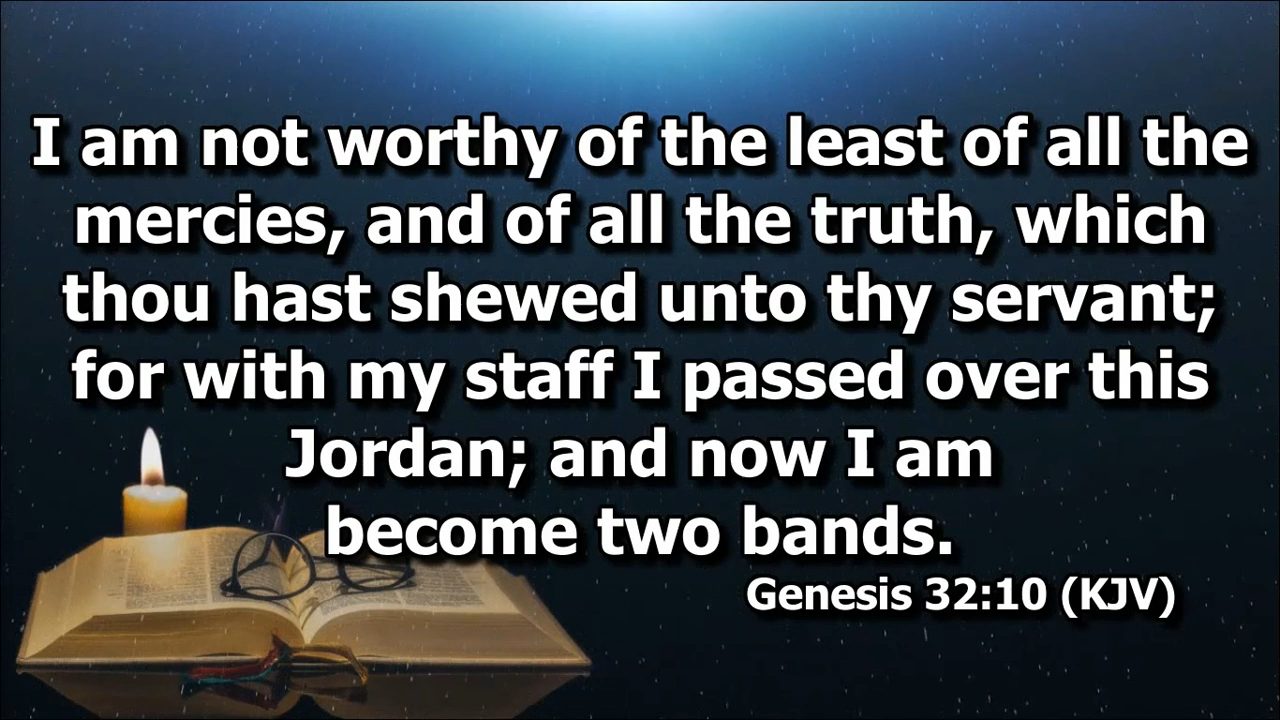 I am not worthy of the least of all the
mercies, and of all the truth, which
thou hast shewed unto thy servant;
for with my staff I passed over this
Jordan; and now I am
become two bands.
Genesis 32:10 (KJV)